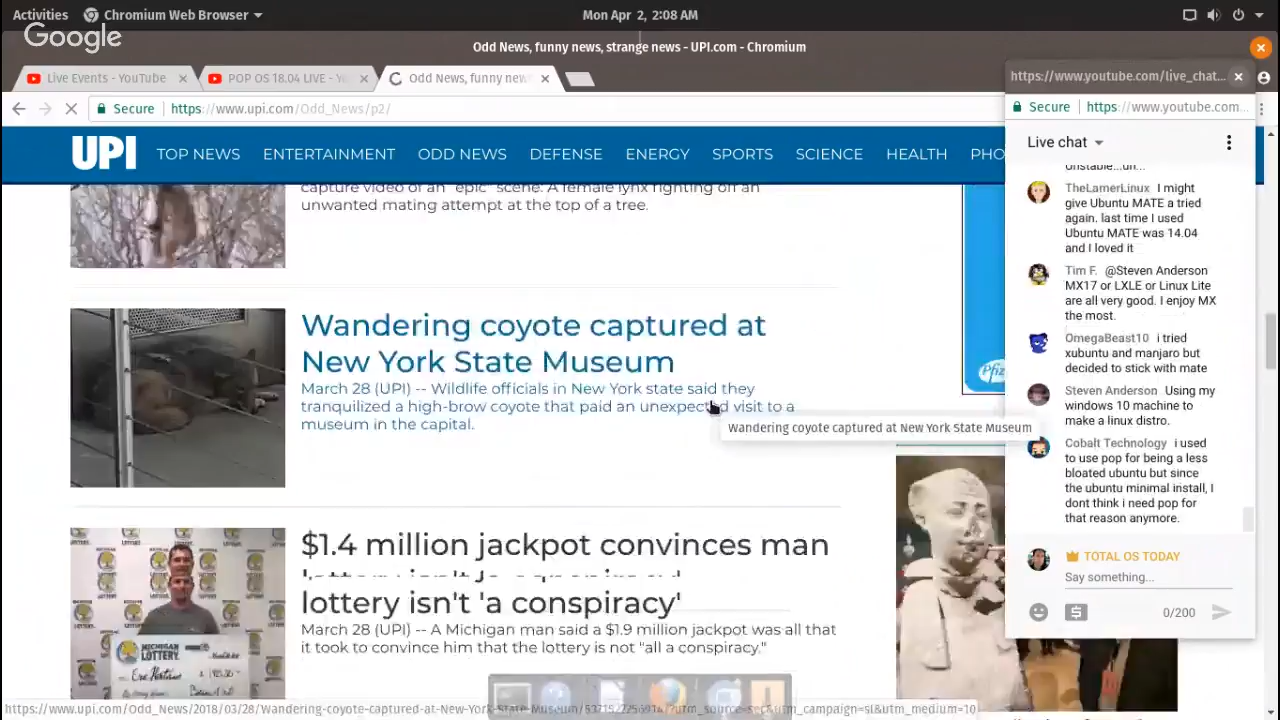 Activities
Chromium Web Browser
Mon Apr 2, 2:08 AM
Google
Odd News, funny news, strange news - UPI.com - Chromium
Live Events - YouTube
POP OS 18.04 LIVE - Y
Odd News, funny new
https://www.youtube.com/live_chat...
Secure
https://www.upi.com/Odd_News/p2/
Secure
https://www.youtube.com
UPI
TOP NEWS
ENTERTAINMENT
ODD NEWS
DEFENSE
ENERGY
SPORTS
SCIENCE
HEALTH
PHO
capture video of an "epic" scene: A female lynx fighting off an
unwanted mating attempt at the top of a tree.
Wandering coyote captured at
New York State Museum
March 28 (UPI) -- Wildlife officials in New York state said they
tranquilized a high-brow coyote that paid an unexpected visit to a
museum in the capital.
Wandering coyote captured at New York State Museum
$1.4 million jackpot convinces man
lottery isn't 'a conspiracy'
March 28 (UPI) -- A Michigan man said a $1.9 million jackpot was all that
it took to convince him that the lottery is not "all a conspiracy."
MICHIGAN
LOTTERY
Pfiz
Live chat
unstable...un...
TheLamerLinux I might
give Ubuntu MATE a tried
again. last time I used
Ubuntu MATE was 14.04
and I loved it
Tim F. @Steven Anderson
MX17 or LXLE or Linux Lite
are all very good. I enjoy MX
the most.
OmegaBeast10 i tried
xubuntu and manjaro but
decided to stick with mate
Steven Anderson Using my
windows 10 machine to
make a linux distro.
Cobalt Technology i used
to use pop for being a less
bloated ubuntu but since
the ubuntu minimal install, I
dont think i need pop for
that reason anymore.
TOTAL OS TODAY
Say something...
0/200